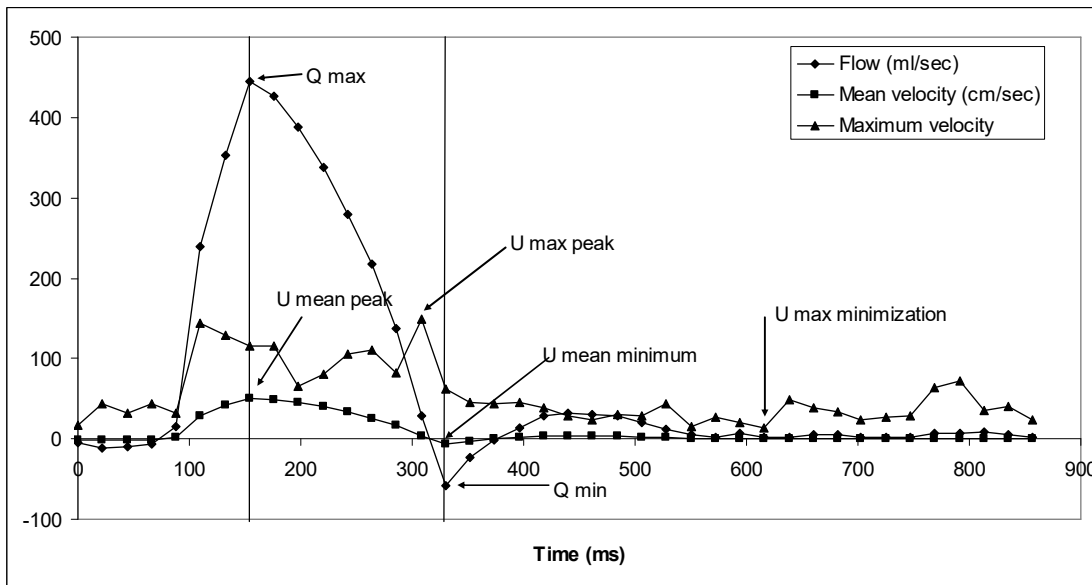 500
400
300
200
100
0
-100
0 100 200 300 400 500 600 700 800 900
Q max
Flow (ml/sec)
Mean velocity (cm/sec)
Maximum velocity
U max peak
U mean peak
U max minimization
U mean minimum
Q min
Time (ms)